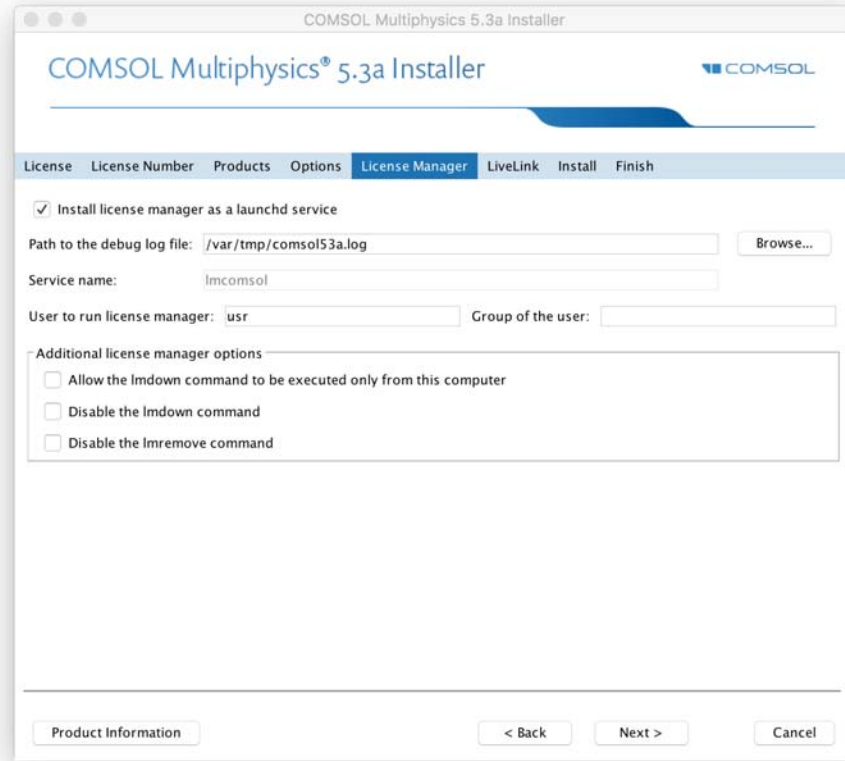 COMSOL Multiphysics 5.3a Installer
COMSOL Multiphysics® 5.3a Installer
COMSOL
License License Number Products Options License Manager LiveLink Install Finish
Install license manager as a launchd service
Path to the debug log file: /var/tmp/comsol53a.log Browse...
Service name: lmcomsol
User to run license manager: usr Group of the user:
Additional license manager options
Allow the lmdown command to be executed only from this computer
Disable the lmdown command
Disable the lmremove command
Product Information < Back Next > Cancel